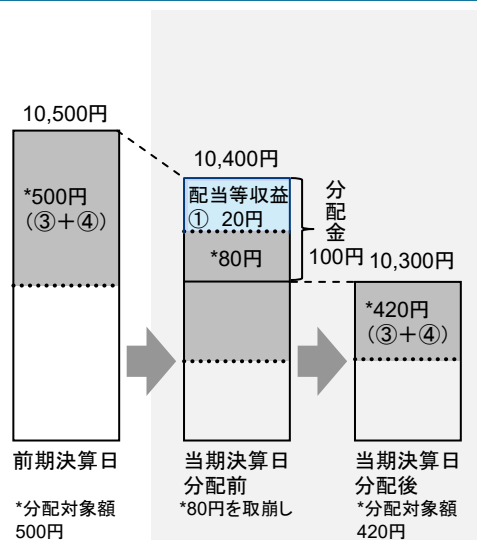 10,500円
*500円
(③+④)
10,400円
配当等収益
① 20円
*80円
分配金
100円
10,300円
*420円
(③+④)
前期決算日
*分配対象額
500円
当期決算日
分配前
*80円を取崩し
当期決算日
分配後
*分配対象額
420円